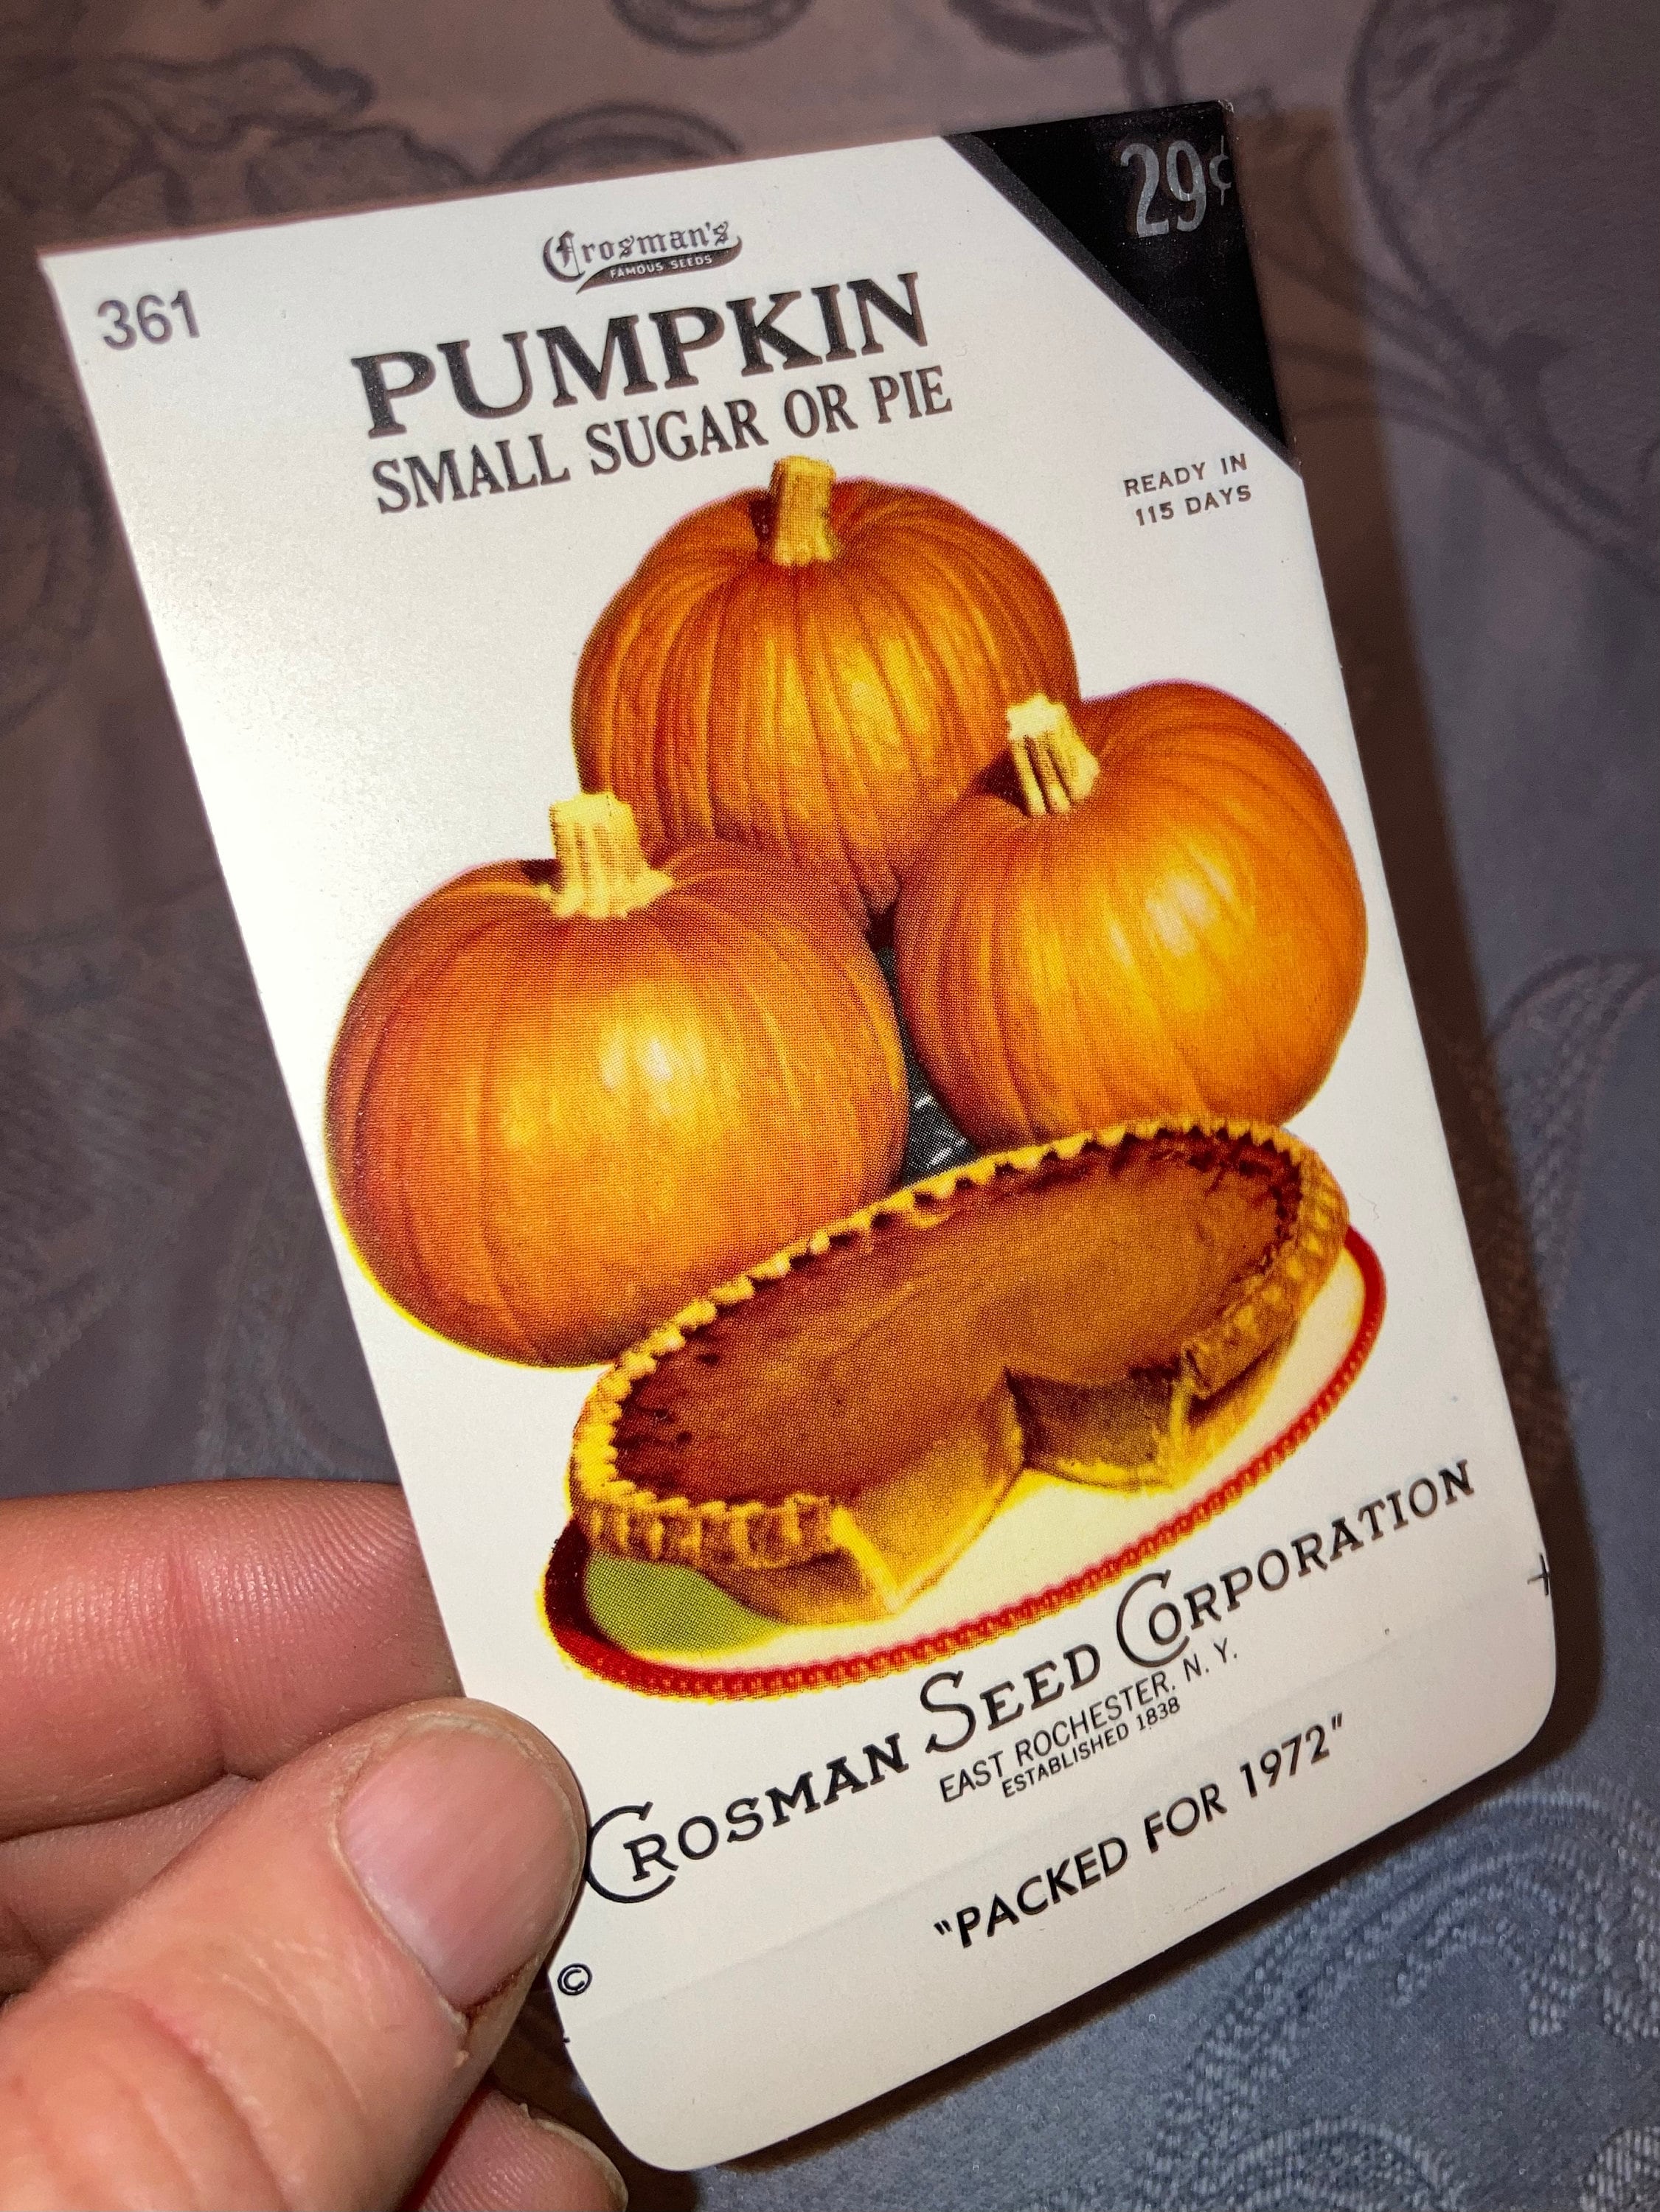 29¢
Crosman's
FAMOUS SEEDS
361
PUMPKIN
SMALL SUGAR OR PIE
READY IN
115 DAYS
CROSMAN SEED CORPORATION
EAST ROCHESTER, N. Y.
ESTABLISHED 1838
"PACKED FOR 1972"
©